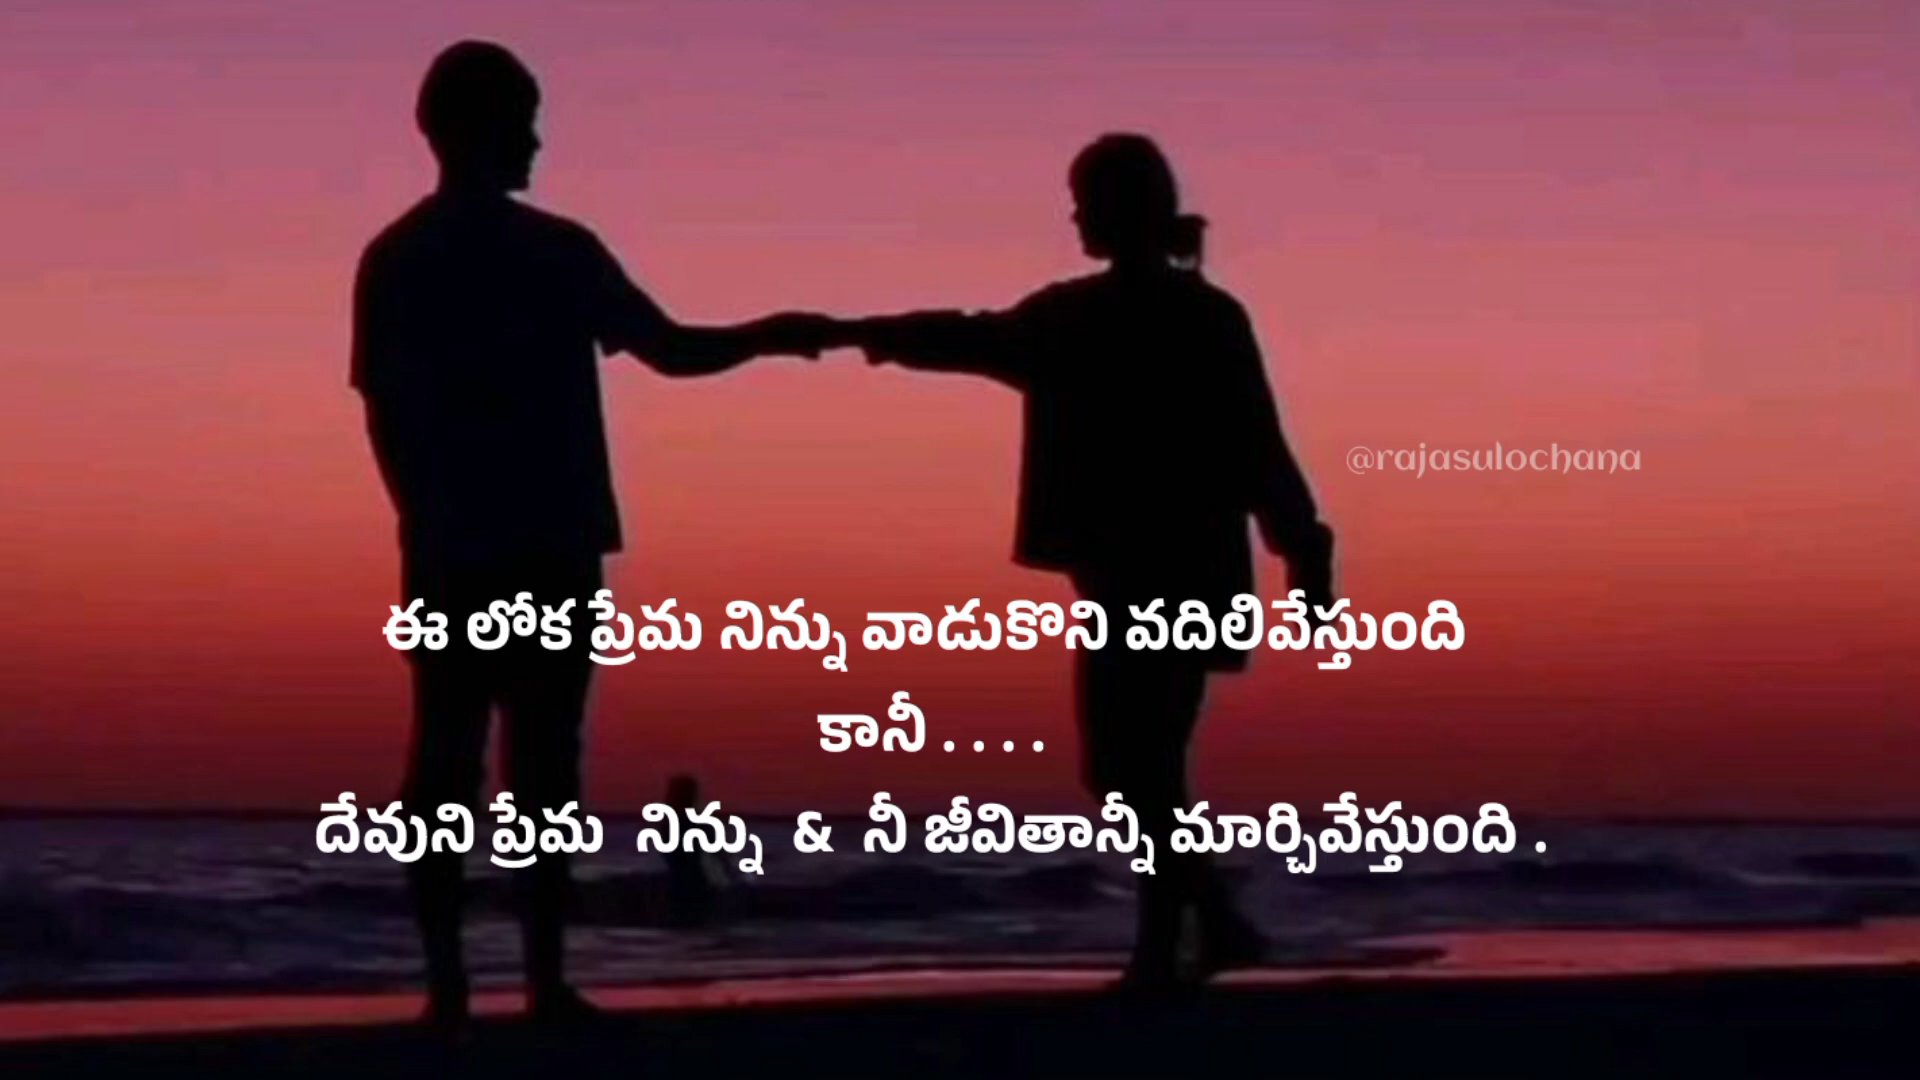 @rajasulochana
ఈ లోక ప్రేమ నిన్ను వాడుకొని వదిలివేస్తుంది
కానీ . . . .
దేవుని ప్రేమ నిన్ను & నీ జీవితాన్నీ మార్చివేస్తుంది .